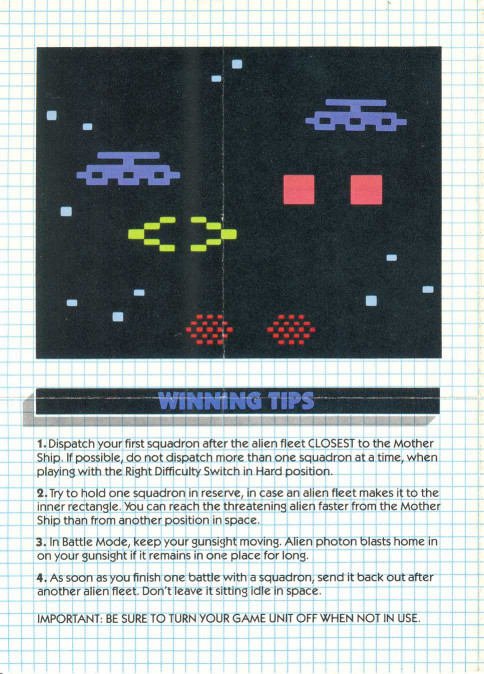 WINNING TIPS
1. Dispatch your first squadron after the alien fleet CLOSEST to the Mother
Ship. If possible, do not dispatch more than one squadron at a time, when
playing with the Right Difficulty Switch in Hard position.
2. Try to hold one squadron in reserve, in case an alien fleet makes it to the
inner rectangle. You can reach the threatening alien faster from the Mother
Ship than from another position in space.
3. In Battle Mode, keep your gunsight moving. Alien photon blasts home in
on your gunsight if it remains in one place for long.
4. As soon as you finish one battle with a squadron, send it back out after
another alien fleet. Don't leave it sitting idle in space.
IMPORTANT: BE SURE TO TURN YOUR GAME UNIT OFF WHEN NOT IN USE.